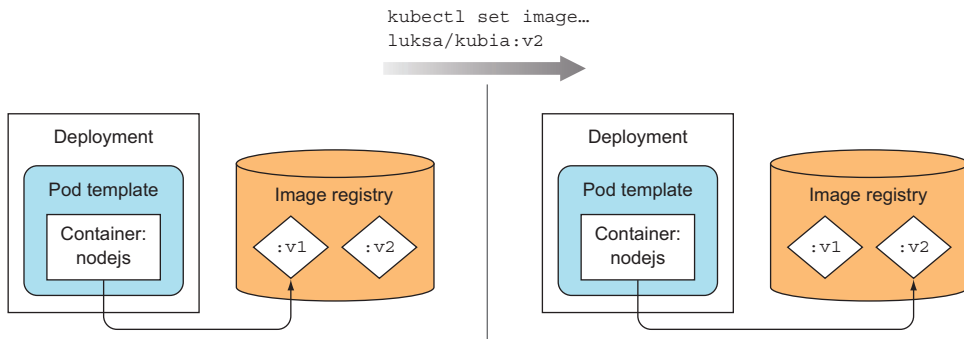 kubectl set image…
luksa/kubia:v2
Deployment
Pod template
Container:
nodejs
Image registry
:v1
:v2
Deployment
Pod template
Container:
nodejs
Image registry
:v1
:v2